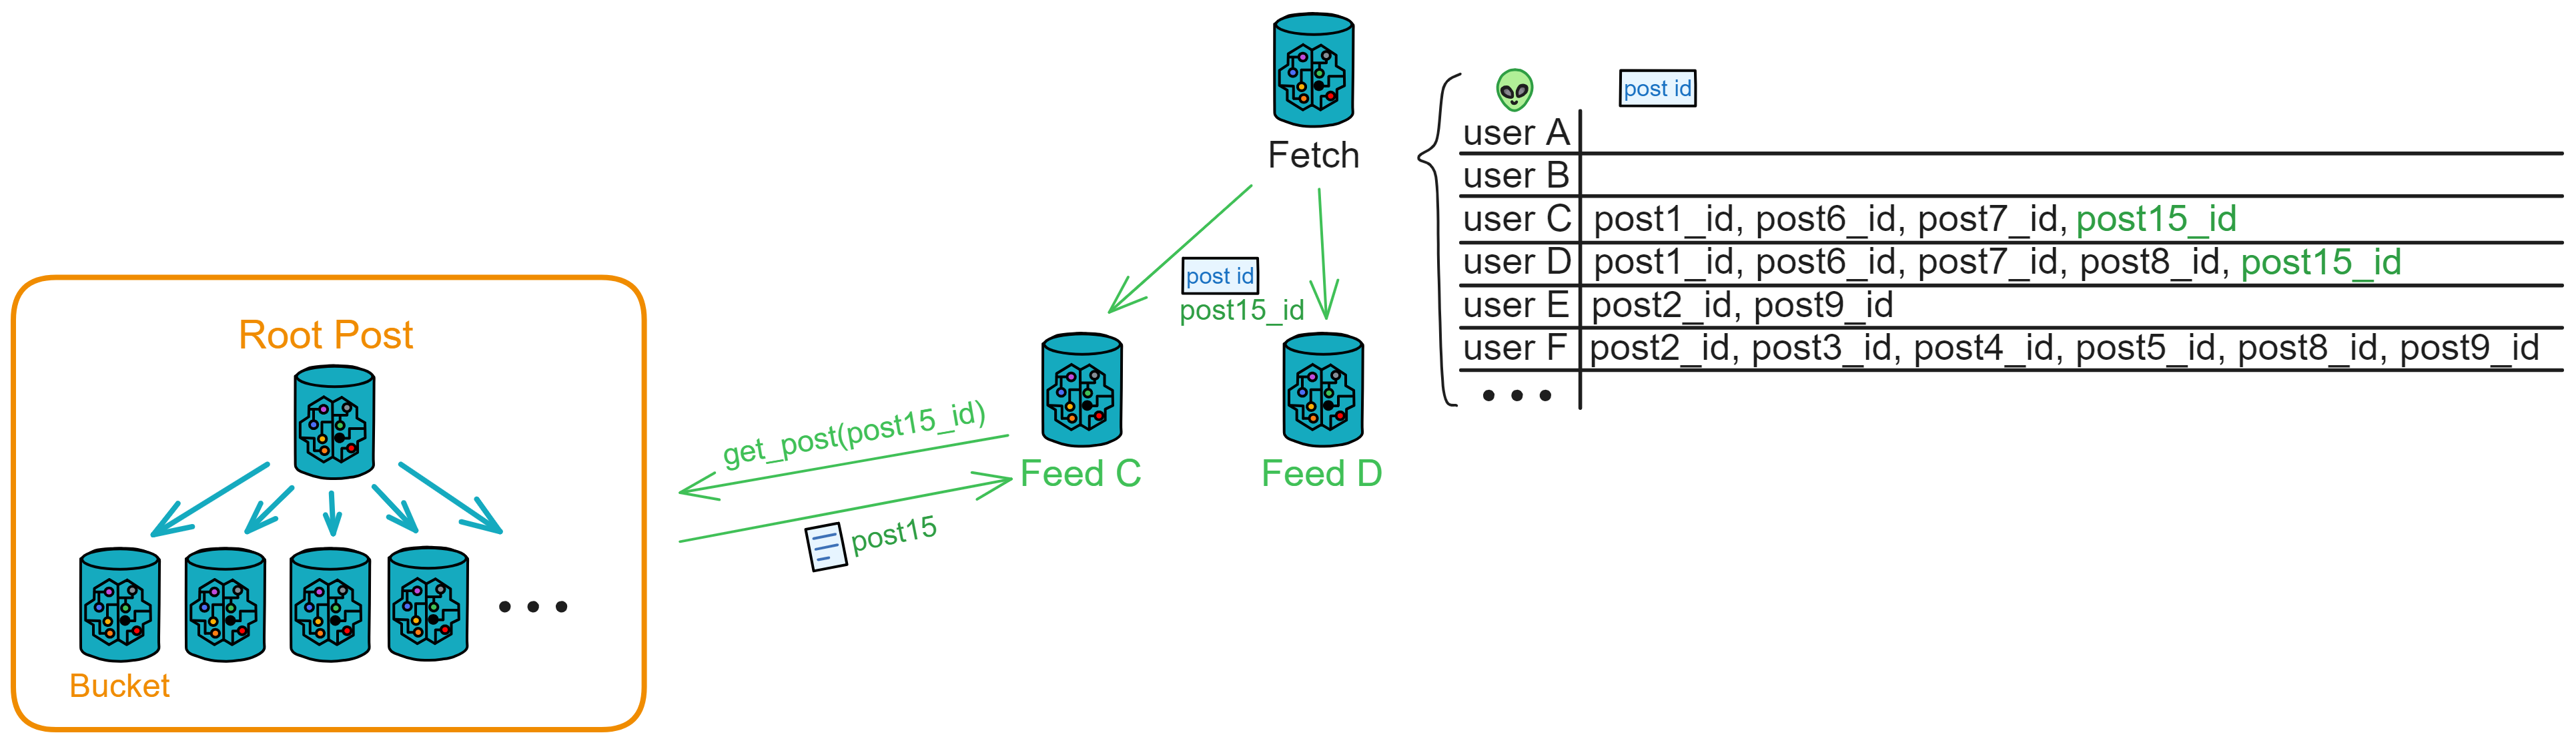 Fetch
post id
user A
user B
user C post1_id, post6_id, post7_id, post15_id
user D post1_id, post6_id, post7_id, post8_id, post15_id
user E post2_id, post9_id
user F post2_id, post3_id, post4_id, post5_id, post8_id, post9_id
post id
post15_id
Root Post
get_post(post15_id)
Feed C
Feed D
post15
Bucket